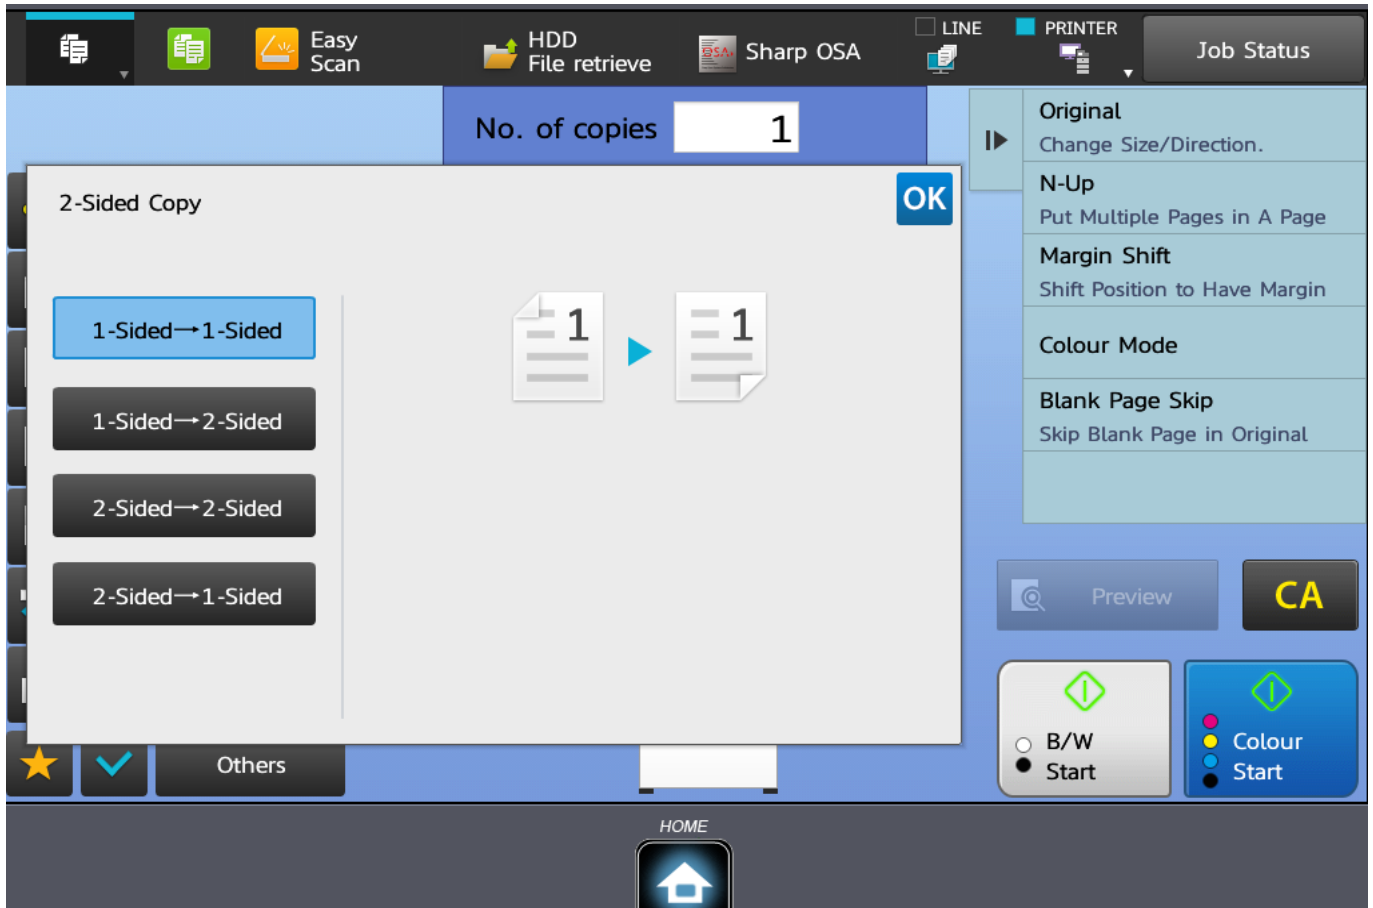 Easy
Scan
HDD
File retrieve
OSA
Sharp OSA
LINE
PRINTER
Job Status
No. of copies 1
Original
Change Size/Direction.
N-Up
Put Multiple Pages in A Page
Margin Shift
Shift Position to Have Margin
Colour Mode
Blank Page Skip
Skip Blank Page in Original
2-Sided Copy
OK
1-Sided→1-Sided
1-Sided→2-Sided
2-Sided→2-Sided
2-Sided→1-Sided
1
1
Preview
CA
B/W
Start
Colour
Start
Others
HOME